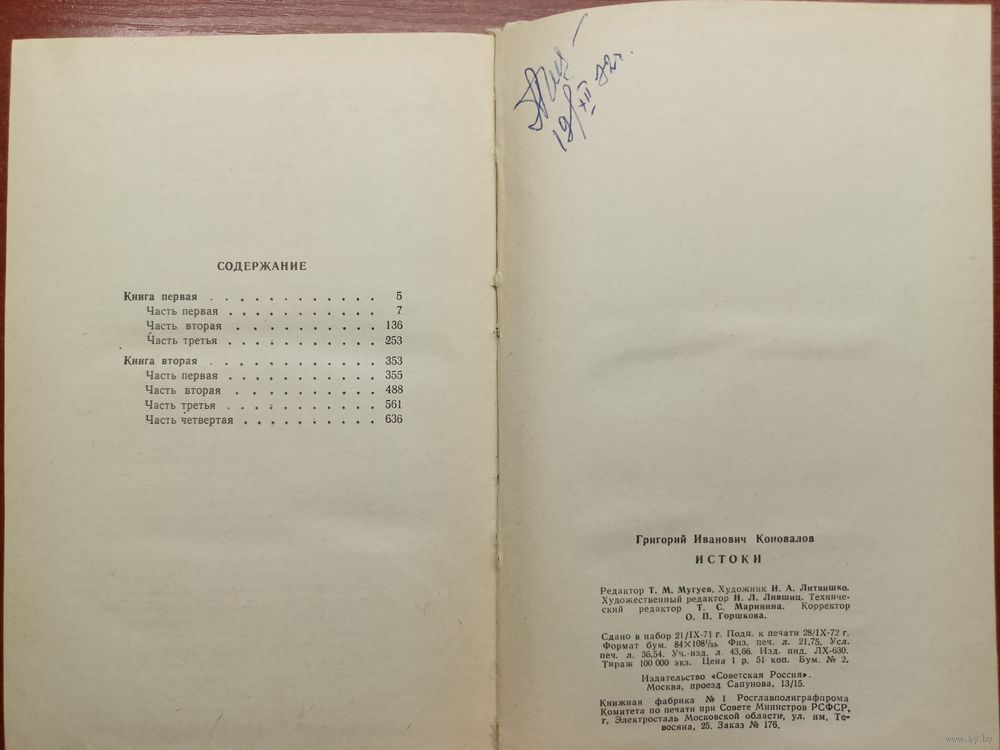 СОДЕРЖАНИЕ
Книга первая . . . . . . . . . . . . 5
Часть первая . . . . . . . . . . . 7
Часть вторая . . . . . . . . . . . 136
Часть третья . . . . . . . . . . . 253
Книга вторая . . . . . . . . . . . . 353
Часть первая . . . . . . . . . . . 355
Часть вторая . . . . . . . . . . . 488
Часть третья . . . . . . . . . . . 561
Часть четвертая . . . . . . . . . . 636
19/XII 72г.
Григорий Иванович Коновалов
ИСТОКИ
Редактор Т. М. Мугуев. Художник И. А. Литвишко.
Художественный редактор И. Л. Лившиц. Техниче-
ский редактор Т. С. Маринина. Корректор
О. П. Горшкова.
Сдано в набор 21/IX-71 г. Подп. к печати 28/IX-72 г.
Формат бум. 84×108¹/₃₂. Физ. печ. л. 21,75. Усл.
печ. л. 36,54. Уч.-изд. л. 43,66. Изд. инд. ЛХ-630.
Тираж 100 000 экз. Цена 1 р. 51 коп. Бум. № 2.
Издательство «Советская Россия».
Москва, проезд Сапунова, 13/15.
Книжная фабрика № 1 Росглавполиграфпрома
Комитета по печати при Совете Министров РСФСР,
г. Электросталь Московской области, ул. им. Те-
восяна, 25. Заказ № 176.
www.ay.by